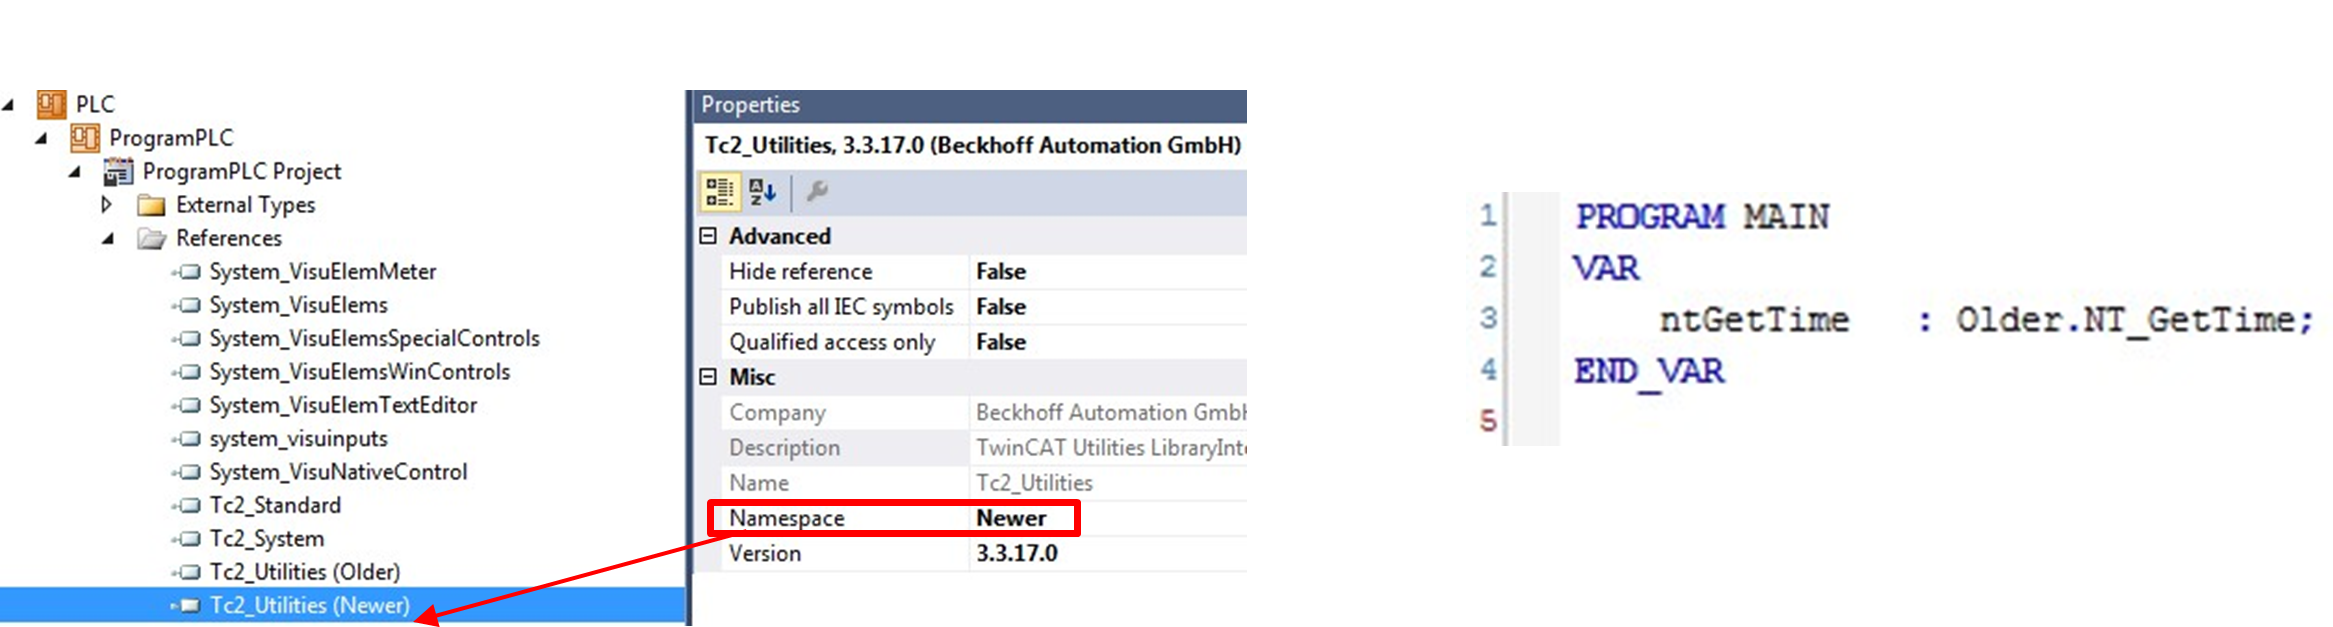 PLC
ProgramPLC
ProgramPLC Project
External Types
References
System_VisuElemMeter
System_VisuElems
System_VisuElemsSpecialControls
System_VisuElemsWinControls
System_VisuElemTextEditor
system_visuinputs
System_VisuNativeControl
Tc2_Standard
Tc2_System
Tc2_Utilities (Older)
Tc2_Utilities (Newer)
Properties
Tc2_Utilities, 3.3.17.0 (Beckhoff Automation GmbH)
Advanced
Hide reference False
Publish all IEC symbols False
Qualified access only False
Misc
Company Beckhoff Automation GmbH
Description TwinCAT Utilities LibraryInte
Name Tc2_Utilities
Namespace Newer
Version 3.3.17.0
1 PROGRAM MAIN
2 VAR
3 ntGetTime : Older.NT_GetTime;
4 END_VAR
5